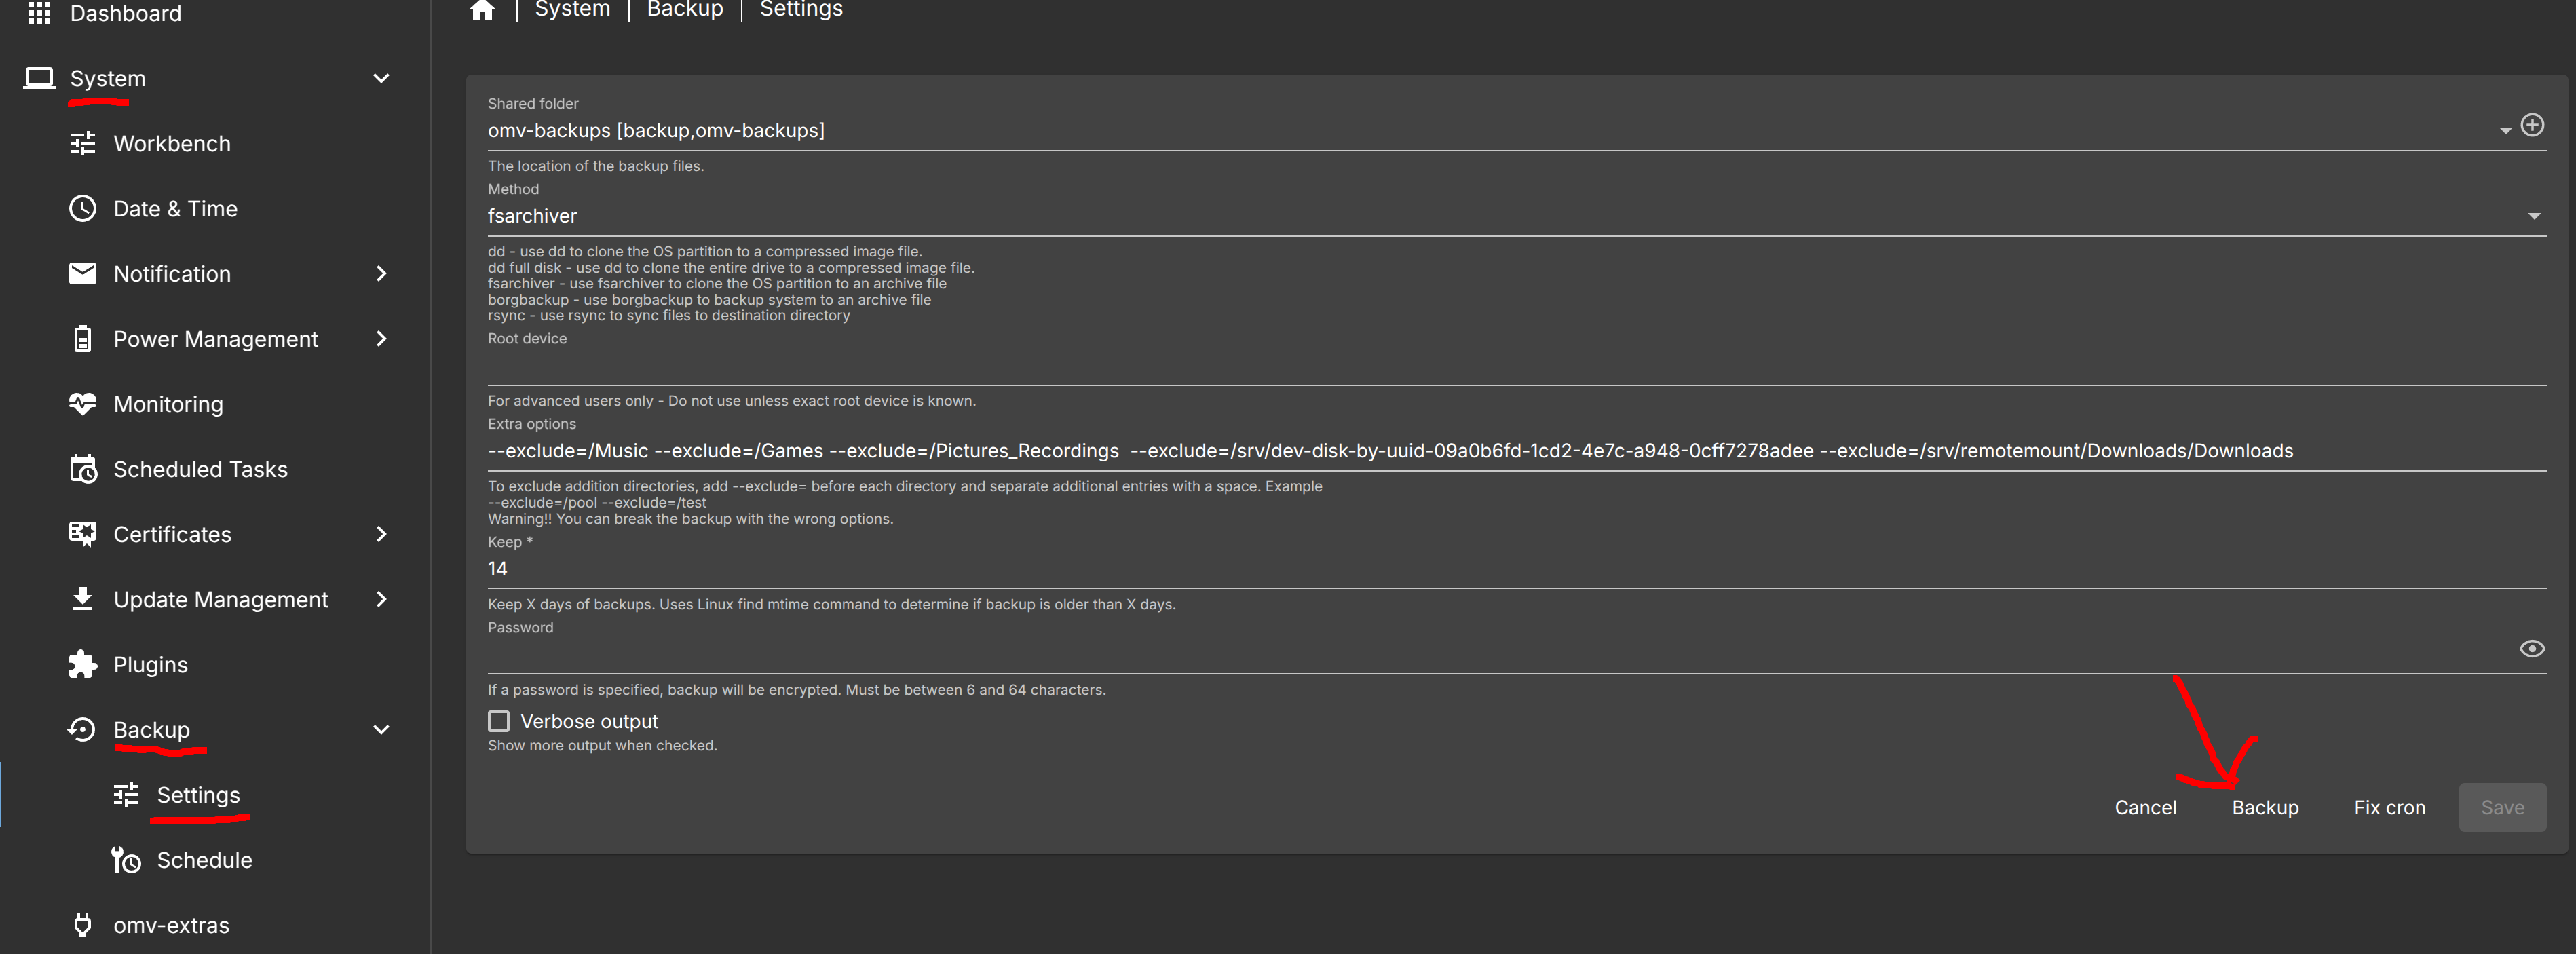 Dashboard
System
Workbench
Date & Time
Notification
Power Management
Monitoring
Scheduled Tasks
Certificates
Update Management
Plugins
Backup
Settings
Schedule
omv-extras
System | Backup | Settings
Shared folder
omv-backups [backup,omv-backups]
The location of the backup files.
Method
fsarchiver
dd - use dd to clone the OS partition to a compressed image file.
dd full disk - use dd to clone the entire drive to a compressed image file.
fsarchiver - use fsarchiver to clone the OS partition to an archive file
borgbackup - use borgbackup to backup system to an archive file
rsync - use rsync to sync files to destination directory
Root device
For advanced users only - Do not use unless exact root device is known.
Extra options
--exclude=/Music --exclude=/Games --exclude=/Pictures_Recordings  --exclude=/srv/dev-disk-by-uuid-09a0b6fd-1cd2-4e7c-a948-0cff7278adee --exclude=/srv/remotemount/Downloads/Downloads
To exclude addition directories, add --exclude= before each directory and separate additional entries with a space. Example
--exclude=/pool --exclude=/test
Warning!! You can break the backup with the wrong options.
Keep *
14
Keep X days of backups. Uses Linux find mtime command to determine if backup is older than X days.
Password
If a password is specified, backup will be encrypted. Must be between 6 and 64 characters.
Verbose output
Show more output when checked.
Cancel Backup Fix cron Save